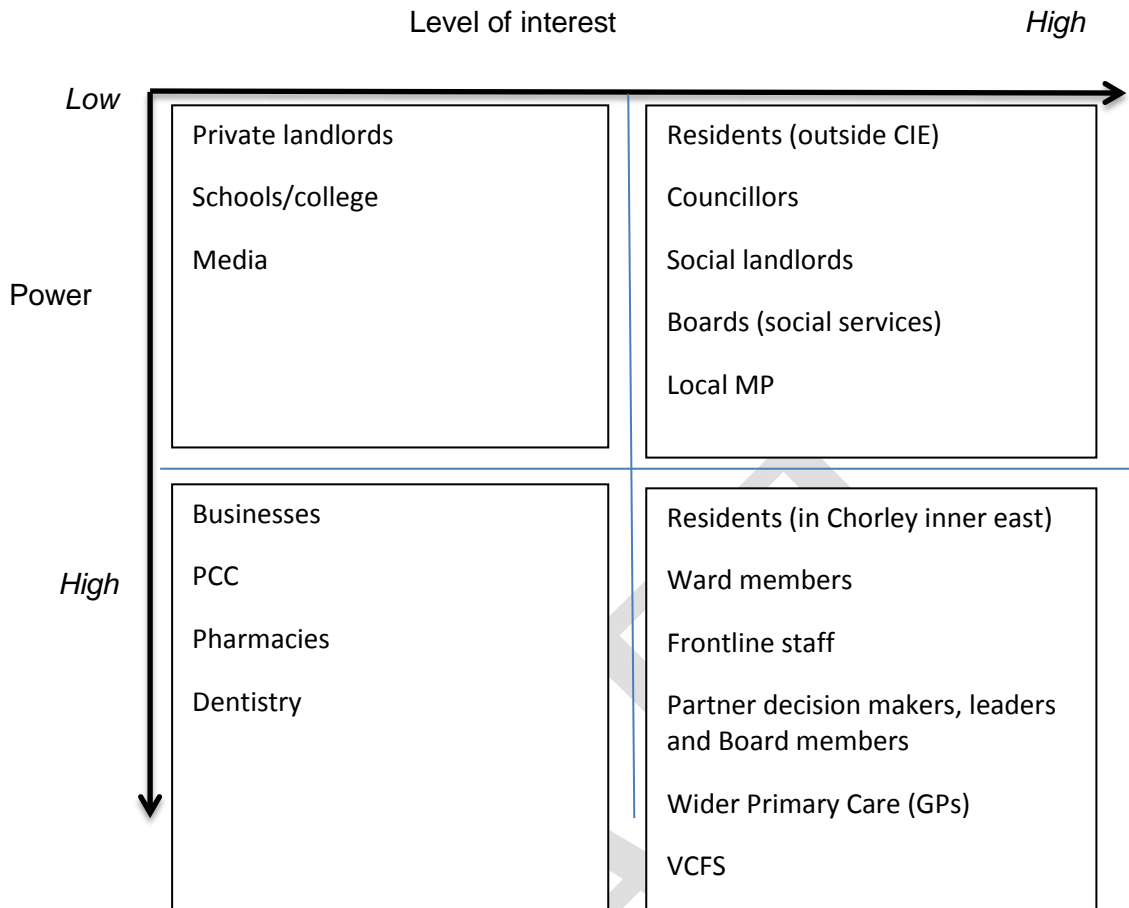 Level of interest
High
Low
Private landlords
Schools/college
Media
Residents (outside CIE)
Councillors
Social landlords
Boards (social services)
Local MP
Power
High
Businesses
PCC
Pharmacies
Dentistry
Residents (in Chorley inner east)
Ward members
Frontline staff
Partner decision makers, leaders
and Board members
Wider Primary Care (GPs)
VCFS